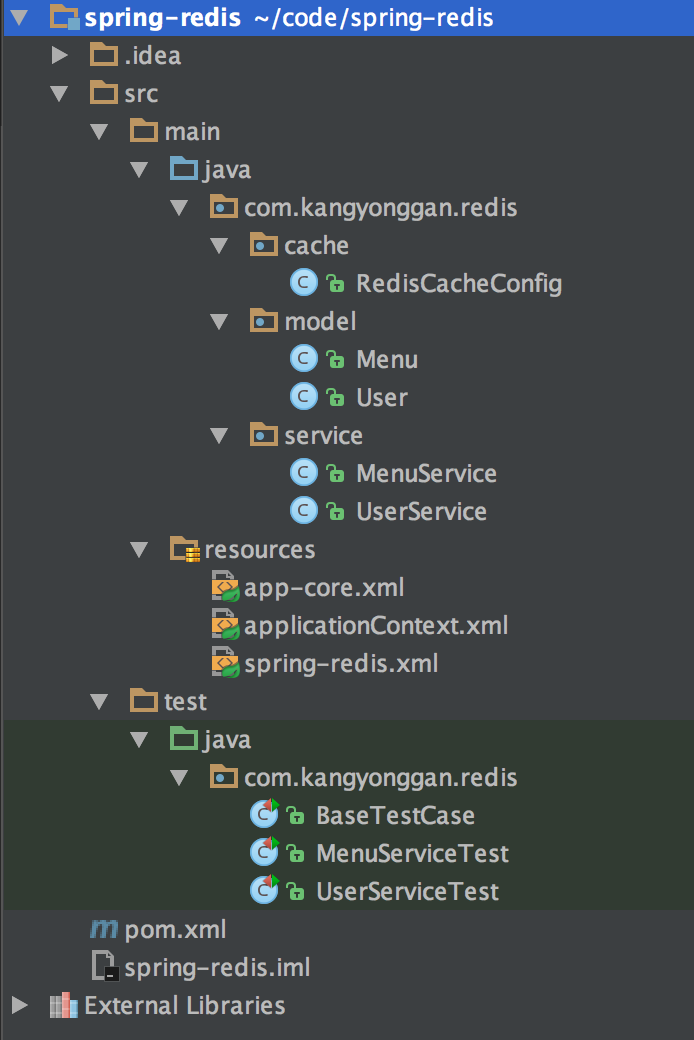 spring-redis ~/code/spring-redis
.idea
src
main
java
com.kangyonggan.redis
cache
C RedisCacheConfig
model
C Menu
C User
service
C MenuService
C UserService
resources
app-core.xml
applicationContext.xml
spring-redis.xml
test
java
com.kangyonggan.redis
C BaseTestCase
C MenuServiceTest
C UserServiceTest
m pom.xml
spring-redis.iml
External Libraries